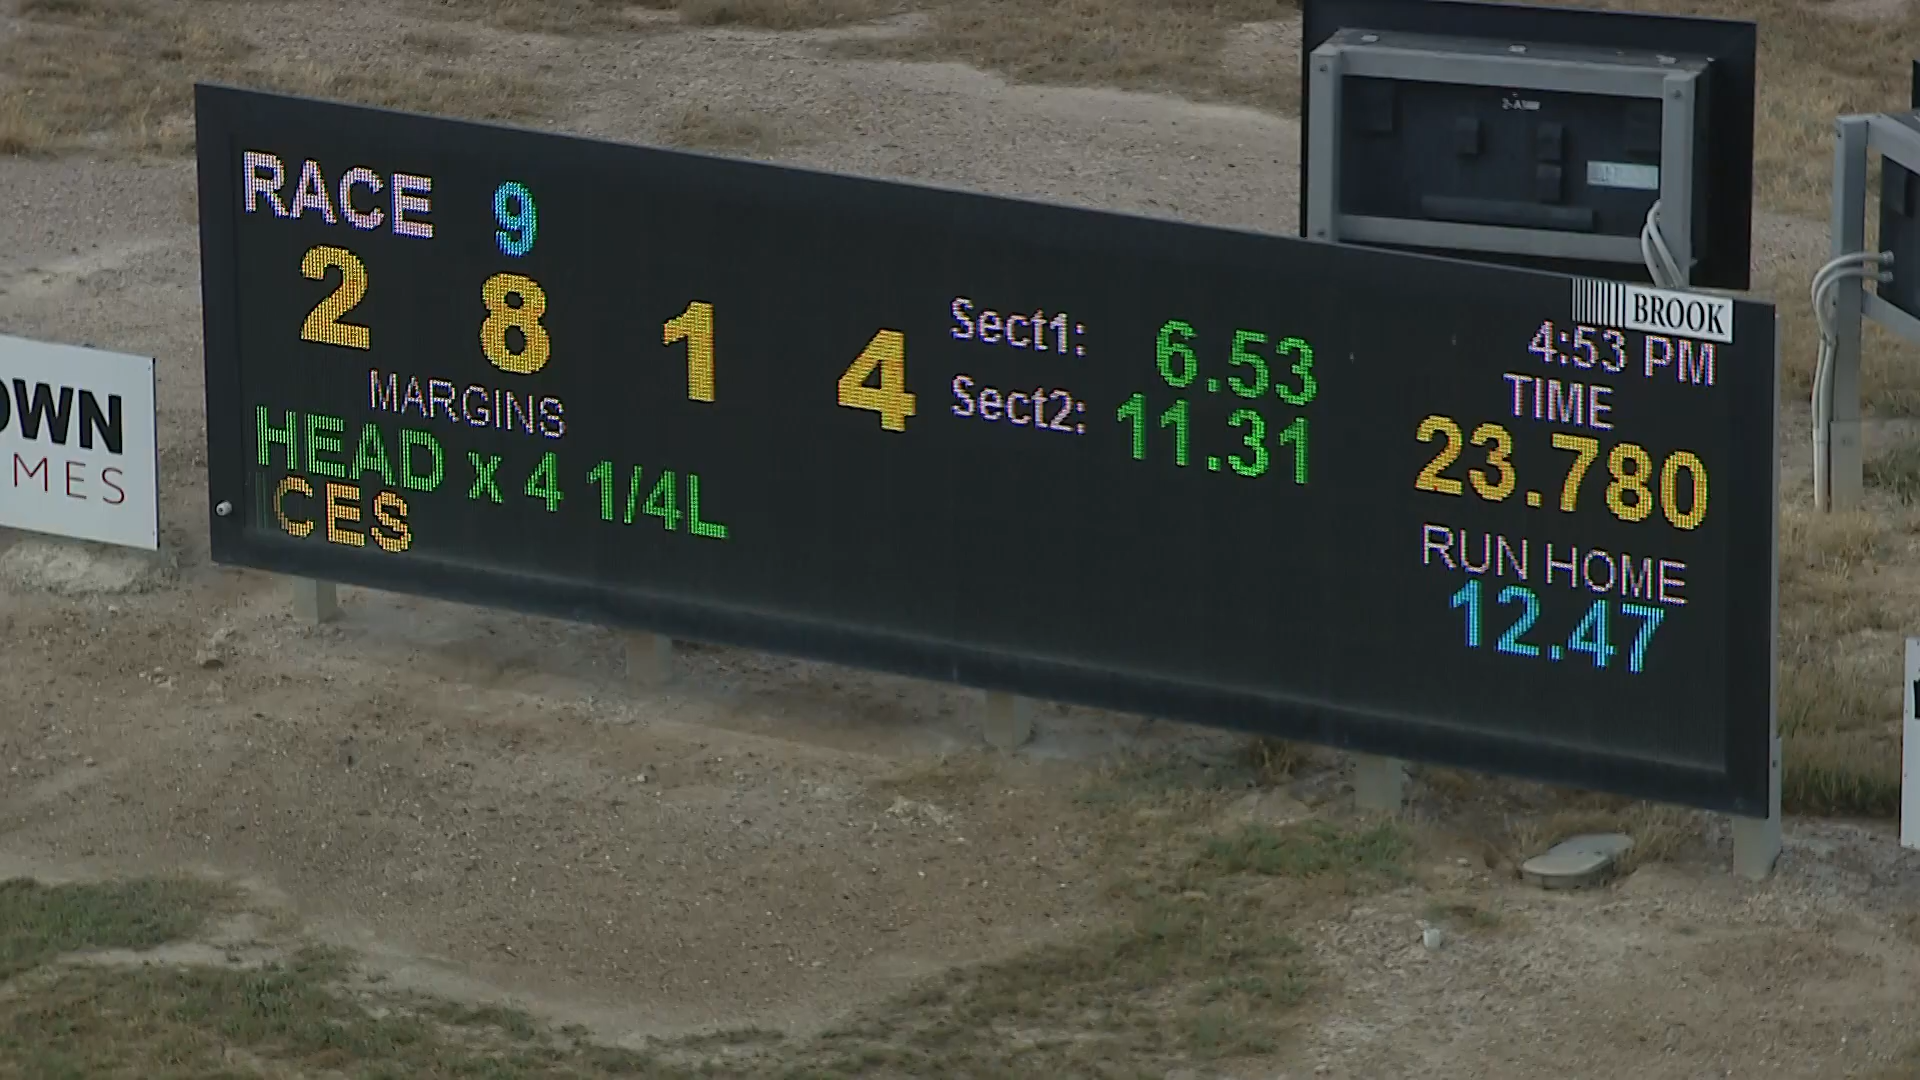 RACE 9
2 8 1 4
MARGINS
HEAD x 4 1/4L
CES
Sect1: 6.53
Sect2: 11.31
BROOK
4:53 PM
TIME
23.780
RUN HOME
12.47
OWN
MES